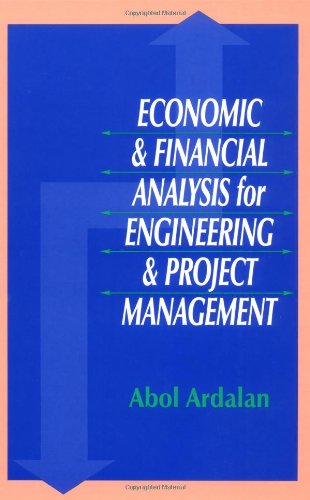 ECONOMIC
& FINANCIAL
ANALYSIS for
ENGINEERING
& PROJECT
MANAGEMENT
Abol Ardalan